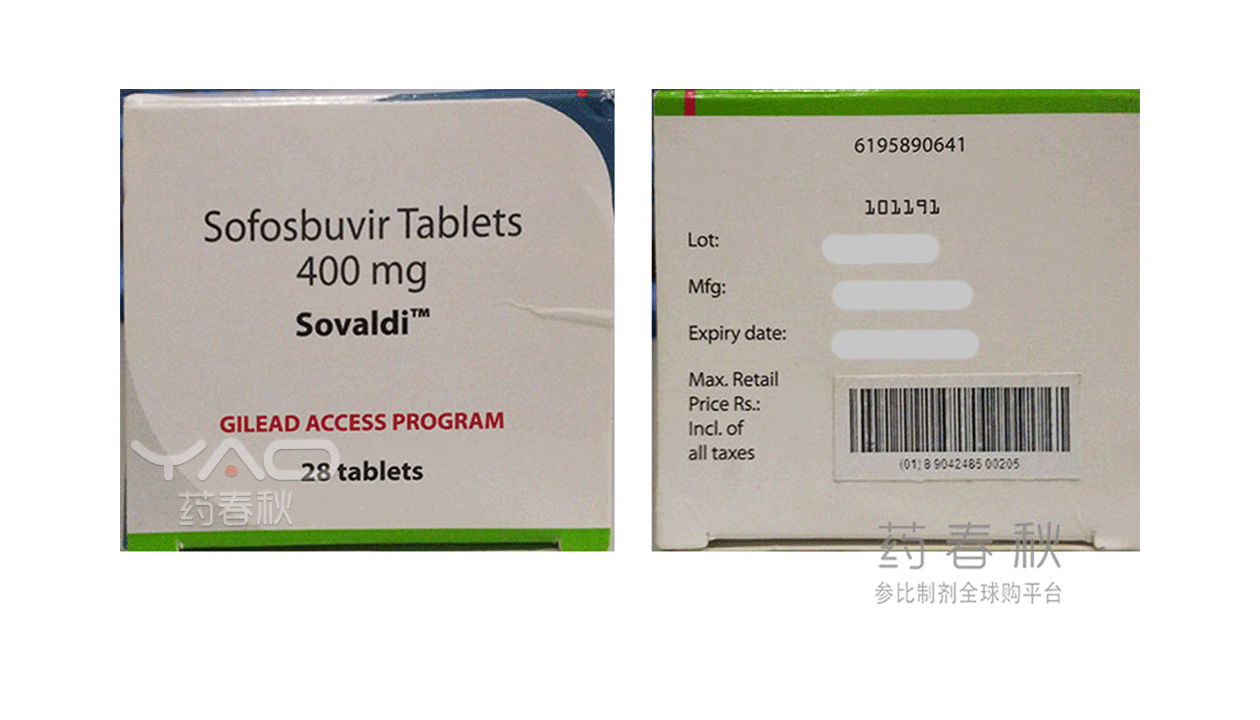 Sofosbuvir Tablets
400 mg
Sovaldi™
GILEAD ACCESS PROGRAM
28 tablets
YAO
药春秋
6195890641
101191
Lot:
Mfg:
Expiry date:
Max. Retail
Price Rs.:
Incl. of
all taxes
(01) 8 9042485 00205
药春秋
参比制剂全球购平台